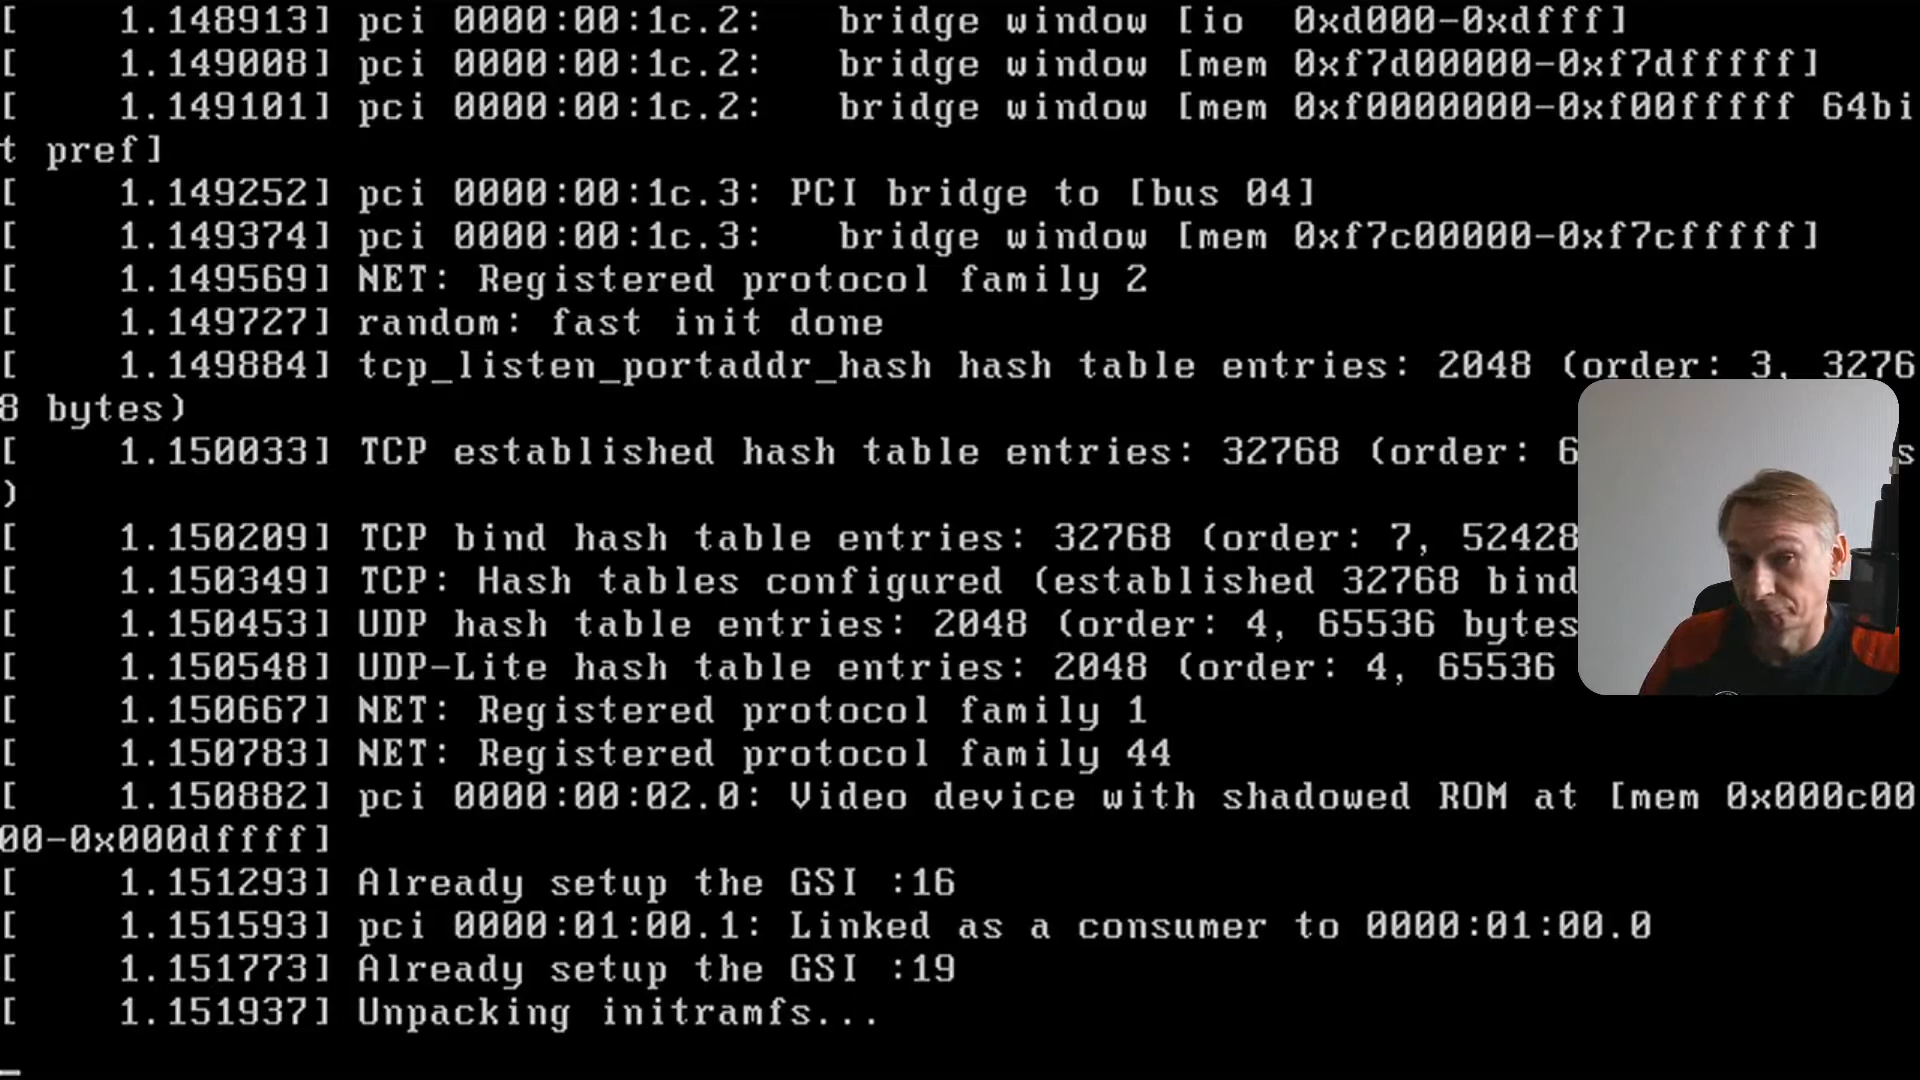 [    1.148913] pci 0000:00:1c.2:   bridge window [io  0xd000-0xdfff]
[    1.149008] pci 0000:00:1c.2:   bridge window [mem 0xf7d00000-0xf7dfffff]
[    1.149101] pci 0000:00:1c.2:   bridge window [mem 0xf0000000-0xf00fffff 64bi
t pref]
[    1.149252] pci 0000:00:1c.3: PCI bridge to [bus 04]
[    1.149374] pci 0000:00:1c.3:   bridge window [mem 0xf7c00000-0xf7cfffff]
[    1.149569] NET: Registered protocol family 2
[    1.149727] random: fast init done
[    1.149884] tcp_listen_portaddr_hash hash table entries: 2048 (order: 3, 3276
8 bytes)
[    1.150033] TCP established hash table entries: 32768 (order: 6 s
)
[    1.150209] TCP bind hash table entries: 32768 (order: 7, 52428
[    1.150349] TCP: Hash tables configured (established 32768 bind
[    1.150453] UDP hash table entries: 2048 (order: 4, 65536 bytes
[    1.150548] UDP-Lite hash table entries: 2048 (order: 4, 65536
[    1.150667] NET: Registered protocol family 1
[    1.150783] NET: Registered protocol family 44
[    1.150882] pci 0000:00:02.0: Video device with shadowed ROM at [mem 0x000c00
00-0x000dffff]
[    1.151293] Already setup the GSI :16
[    1.151593] pci 0000:01:00.1: Linked as a consumer to 0000:01:00.0
[    1.151773] Already setup the GSI :19
[    1.151937] Unpacking initramfs...
_